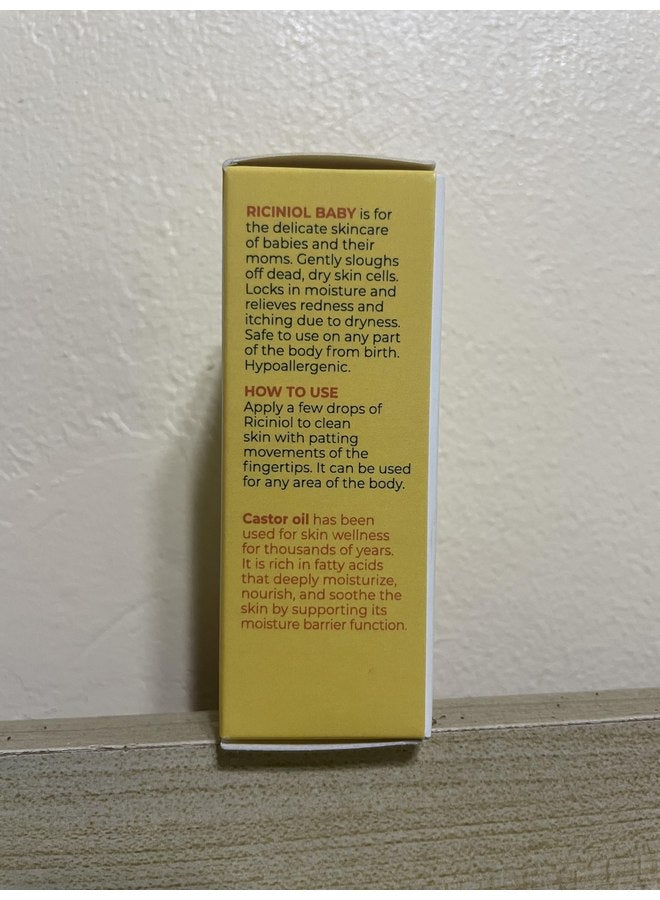 RICINIOL BABY is for
the delicate skincare
of babies and their
moms. Gently sloughs
off dead, dry skin cells.
Locks in moisture and
relieves redness and
itching due to dryness.
Safe to use on any part
of the body from birth.
Hypoallergenic.
HOW TO USE
Apply a few drops of
Riciniol to clean
skin with patting
movements of the
fingertips. It can be used
for any area of the body.
Castor oil has been
used for skin wellness
for thousands of years.
It is rich in fatty acids
that deeply moisturize,
nourish, and soothe the
skin by supporting its
moisture barrier function.